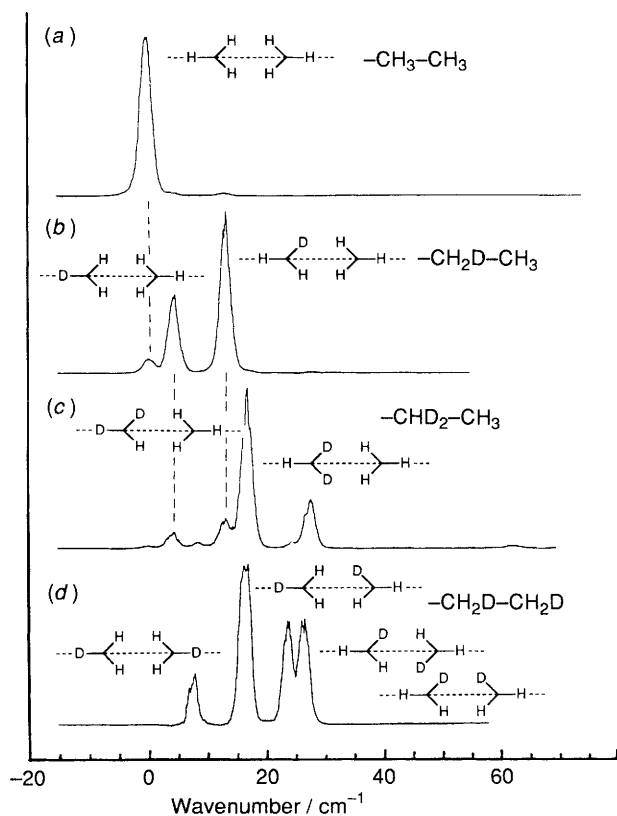 (a)
H H
H H
H H
–CH₃–CH₃
(b)
D H
H H
H H
–CH₂D–CH₃
H H
D H
H H
(c)
–CHD₂–CH₃
D H
D H
H H
D H
H H
D H
(d)
H D
D H
H H
–CH₂D–CH₂D
H H
D D
H H
D H
H H
H D
D D
H H
H H
−20 0 20 40 60
Wavenumber / cm⁻¹